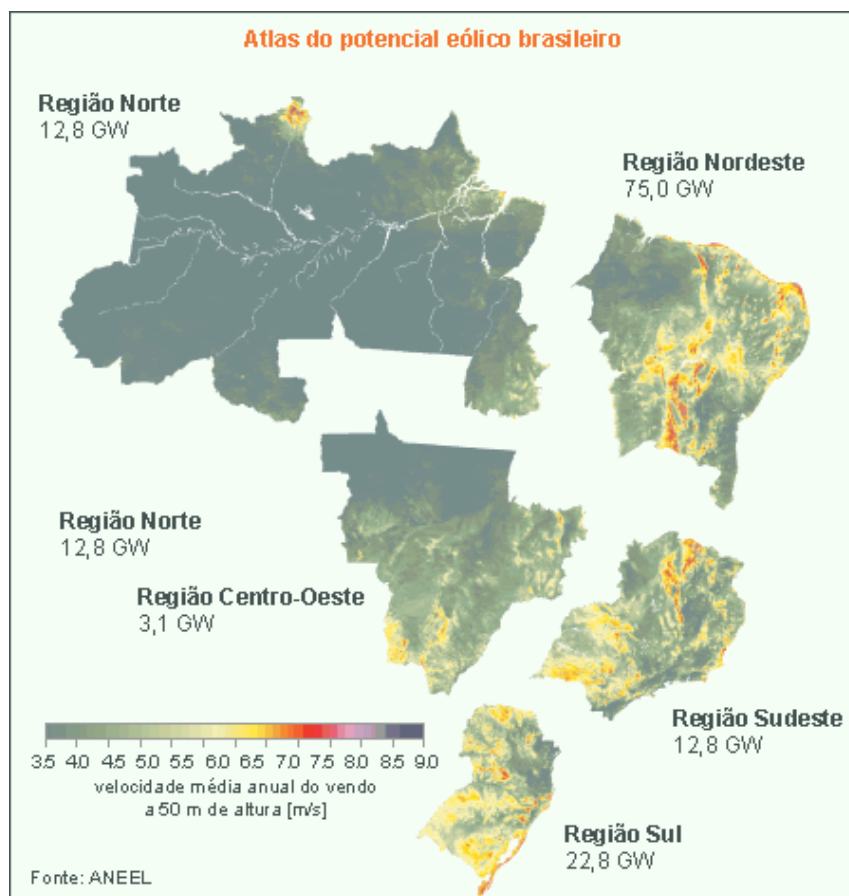 Atlas do potencial eólico brasileiro
Região Norte
12,8 GW
Região Nordeste
75,0 GW
Região Norte
12,8 GW
Região Centro-Oeste
3,1 GW
3.5 4.0 4.5 5.5 5.5 6.0 6.5 6.5 7.0 7.5 8.0 8.5 9.0
velocidade média anual do vendo
a 50 m de altura [m/s]
Região Sudeste
12,8 GW
Região Sul
22,8 GW
Fonte: ANEEL